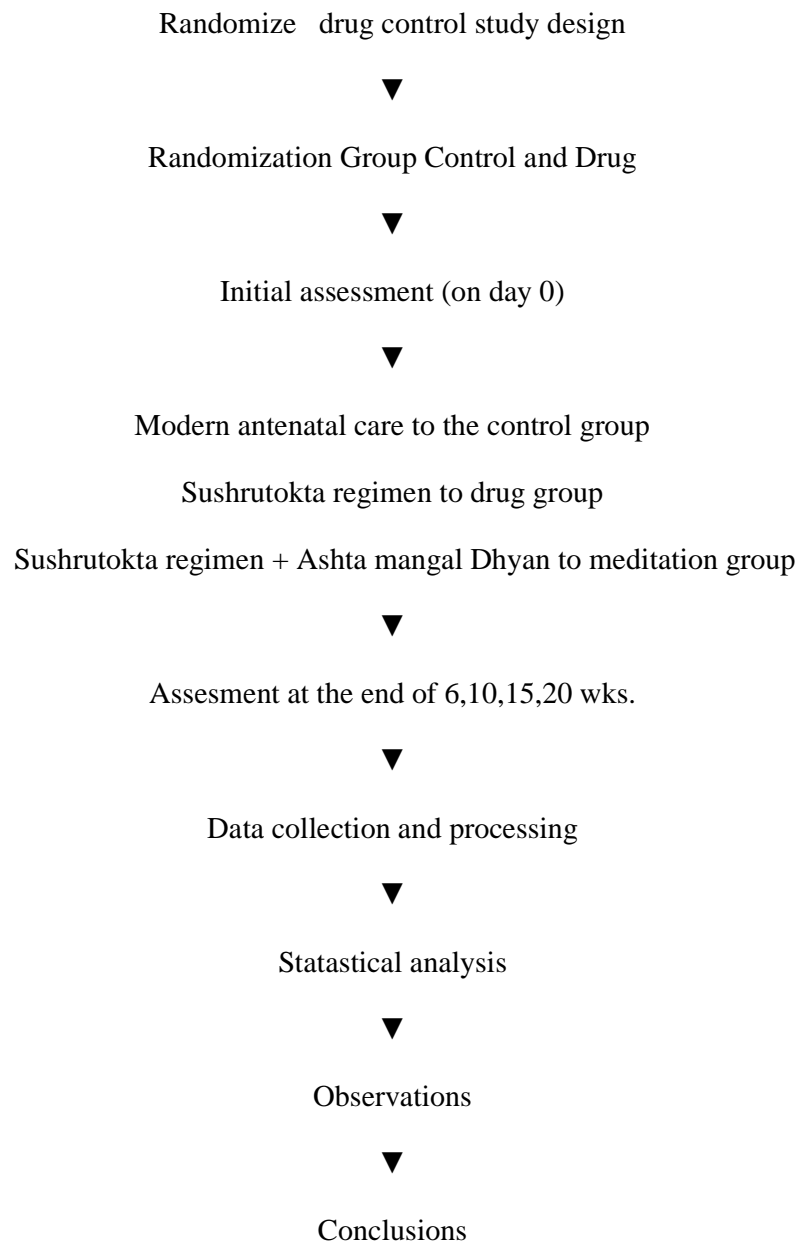 Randomize drug control study design
▼
Randomization Group Control and Drug
▼
Initial assessment (on day 0)
▼
Modern antenatal care to the control group
Sushrutokta regimen to drug group
Sushrutokta regimen + Ashta mangal Dhyan to meditation group
▼
Assesment at the end of 6,10,15,20 wks.
▼
Data collection and processing
▼
Statastical analysis
▼
Observations
▼
Conclusions